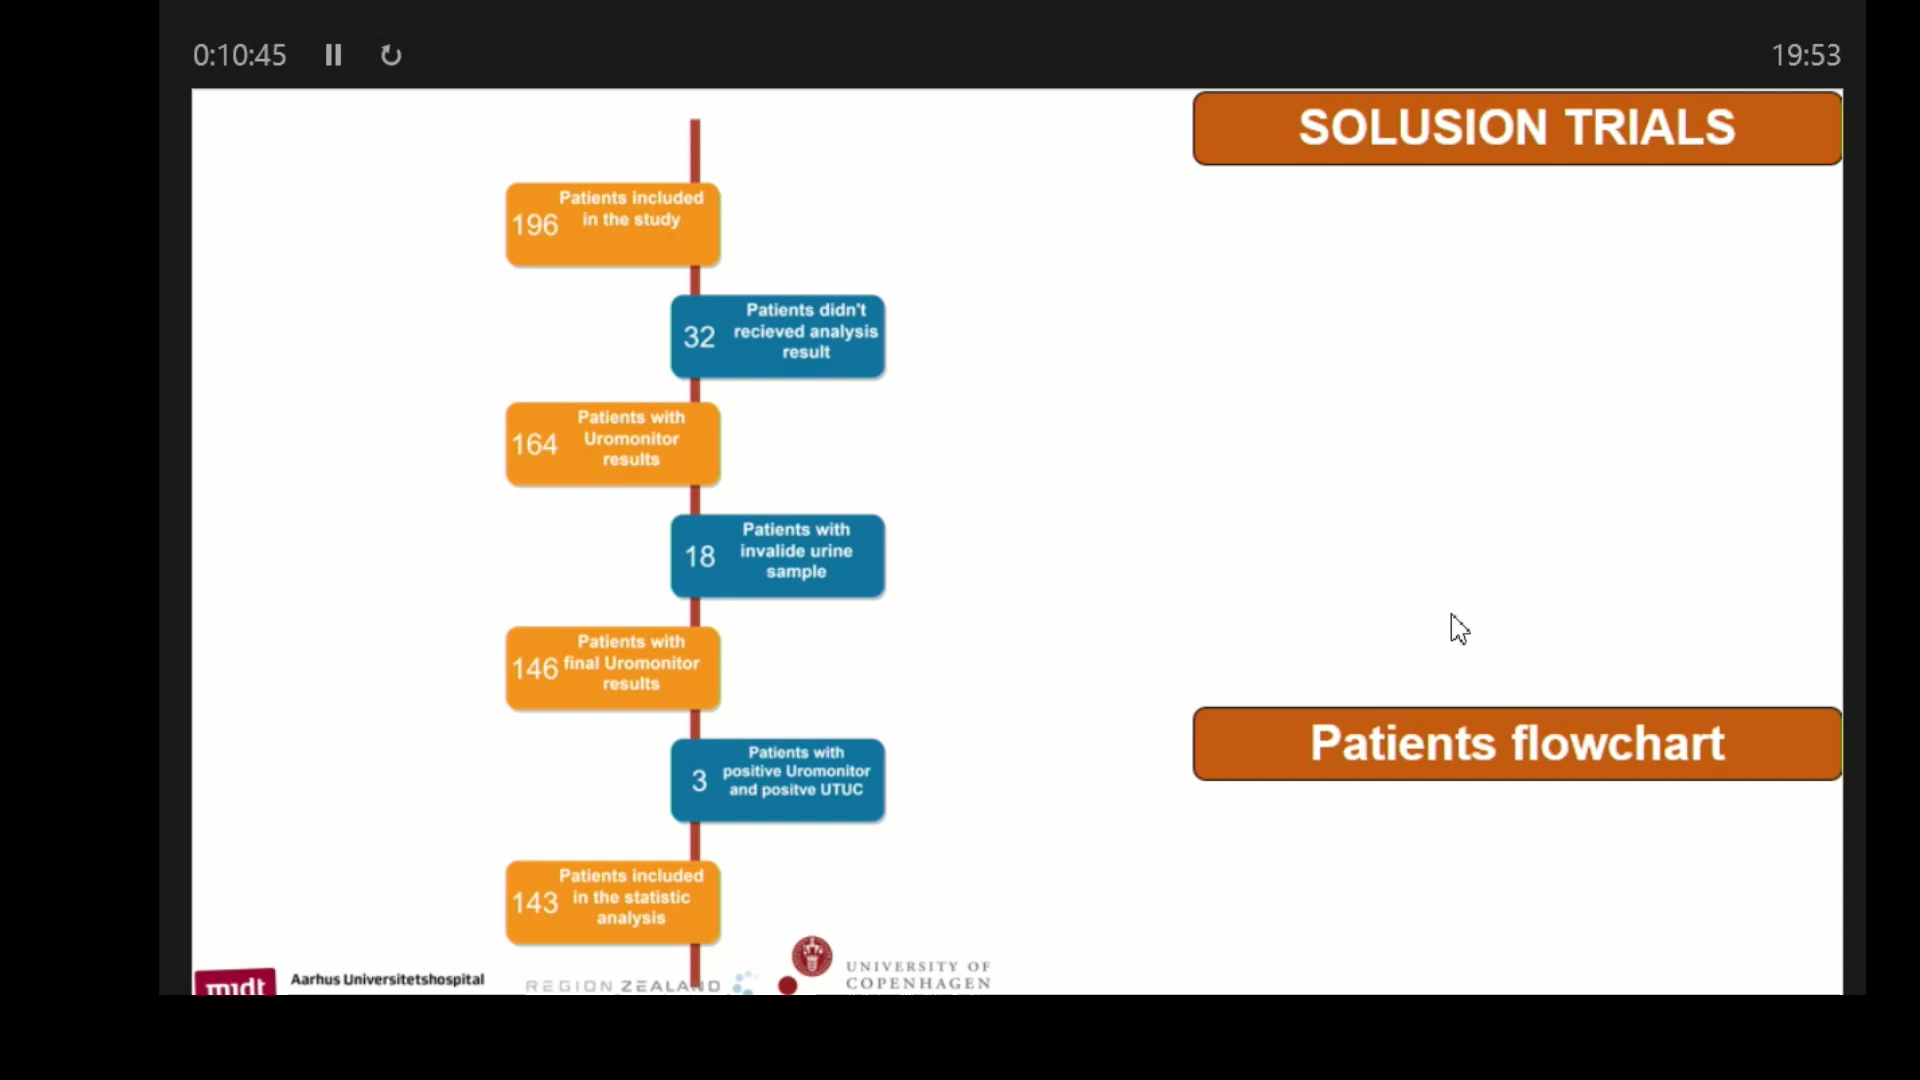 0:10:45
19:53
SOLUSION TRIALS
196 Patients included
in the study
32 Patients didn't
recieved analysis
result
164 Patients with
Uromonitor
results
18 Patients with
invalide urine
sample
146 Patients with
final Uromonitor
results
3 Patients with
positive Uromonitor
and positve UTUC
143 Patients included
in the statistic
analysis
Patients flowchart
midt
Aarhus Universitetshospital
REGION ZEALAND
UNIVERSITY OF
COPENHAGEN